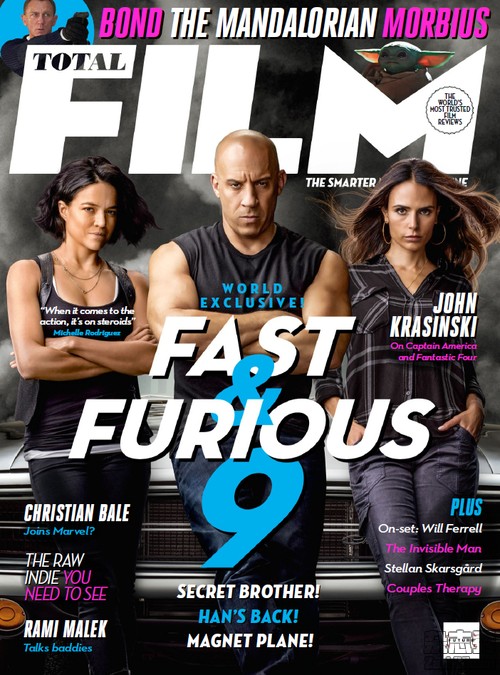 BOND THE MANDALORIAN MORBIUS
TOTAL
FILM
THE
WORLD'S
MOST TRUSTED
FILM
REVIEWS
THE SMARTER
"When it comes to the
action, it's on steroids"
Michelle Rodriguez
WORLD
EXCLUSIVE!
FAST
&
FURIOUS
9
SECRET BROTHER!
HAN'S BACK!
MAGNET PLANE!
JOHN
KRASINSKI
On Captain America
and Fantastic Four
CHRISTIAN BALE
Joins Marvel?
THE RAW
INDIE YOU
NEED TO SEE
RAMI MALEK
Talks baddies
PLUS
On-set: Will Ferrell
The Invisible Man
Stellan Skarsgård
Couples Therapy